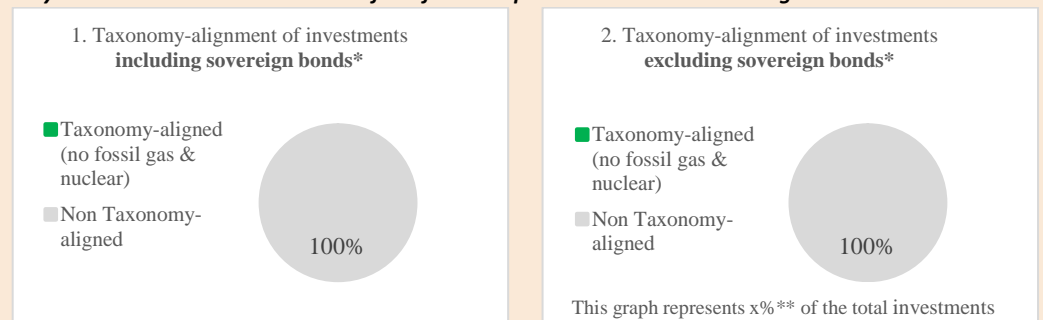 1. Taxonomy-alignment of investments
including sovereign bonds*
Taxonomy-aligned
(no fossil gas &
nuclear)
Non Taxonomy-
aligned
100%
2. Taxonomy-alignment of investments
excluding sovereign bonds*
Taxonomy-aligned
(no fossil gas &
nuclear)
Non Taxonomy-
aligned
100%
This graph represents x%** of the total investments